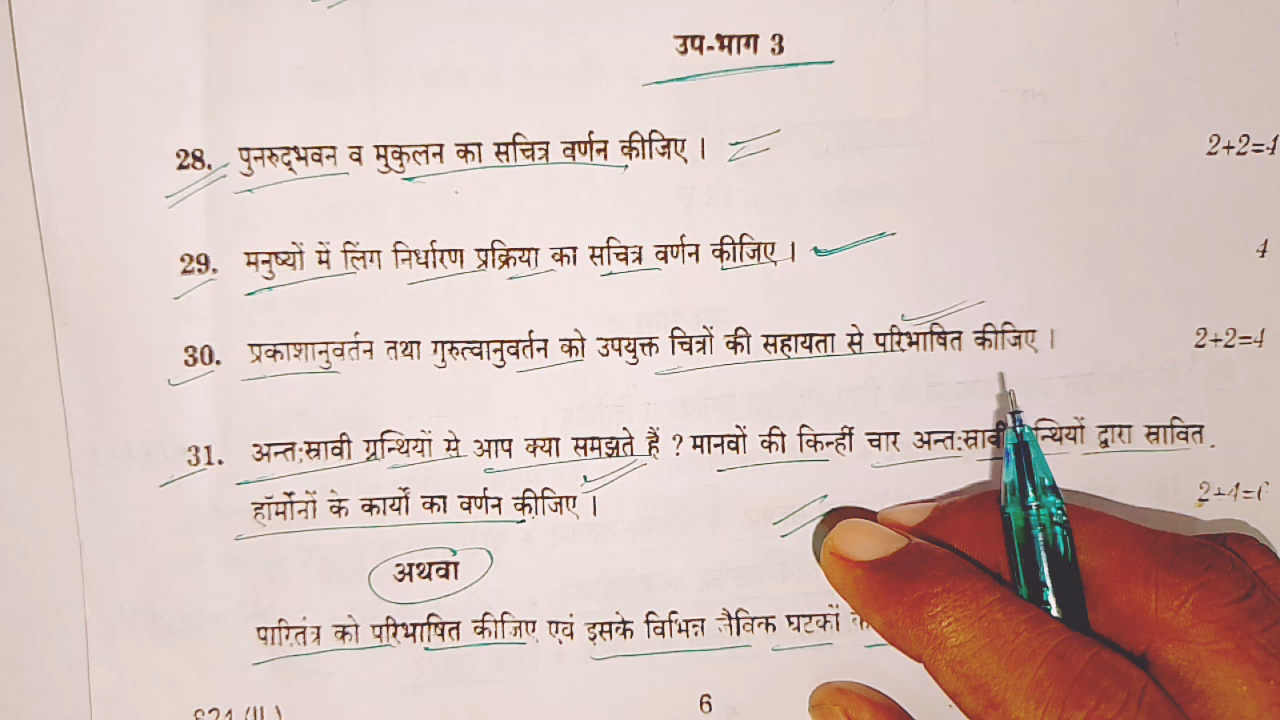 उप-भाग 3
28. पुनरुद्भवन व मुकुलन का सचित्र वर्णन कीजिए । 2+2=4
29. मनुष्यों में लिंग निर्धारण प्रक्रिया का सचित्र वर्णन कीजिए । 4
30. प्रकाशानुवर्तन तथा गुरुत्वानुवर्तन को उपयुक्त चित्रों की सहायता से परिभाषित कीजिए । 2+2=4
31. अन्त:स्रावी ग्रन्थियों से आप क्या समझते हैं ? मानवों की किन्हीं चार अन्त:स्रावी द्वारा स्रावित
हॉर्मोनों के कार्यों का वर्णन कीजिए । 2+4=6
अथवा
पारितंत्र को परिभाषित कीजिए एवं इसके विभिन्न जैविक घटकों
6